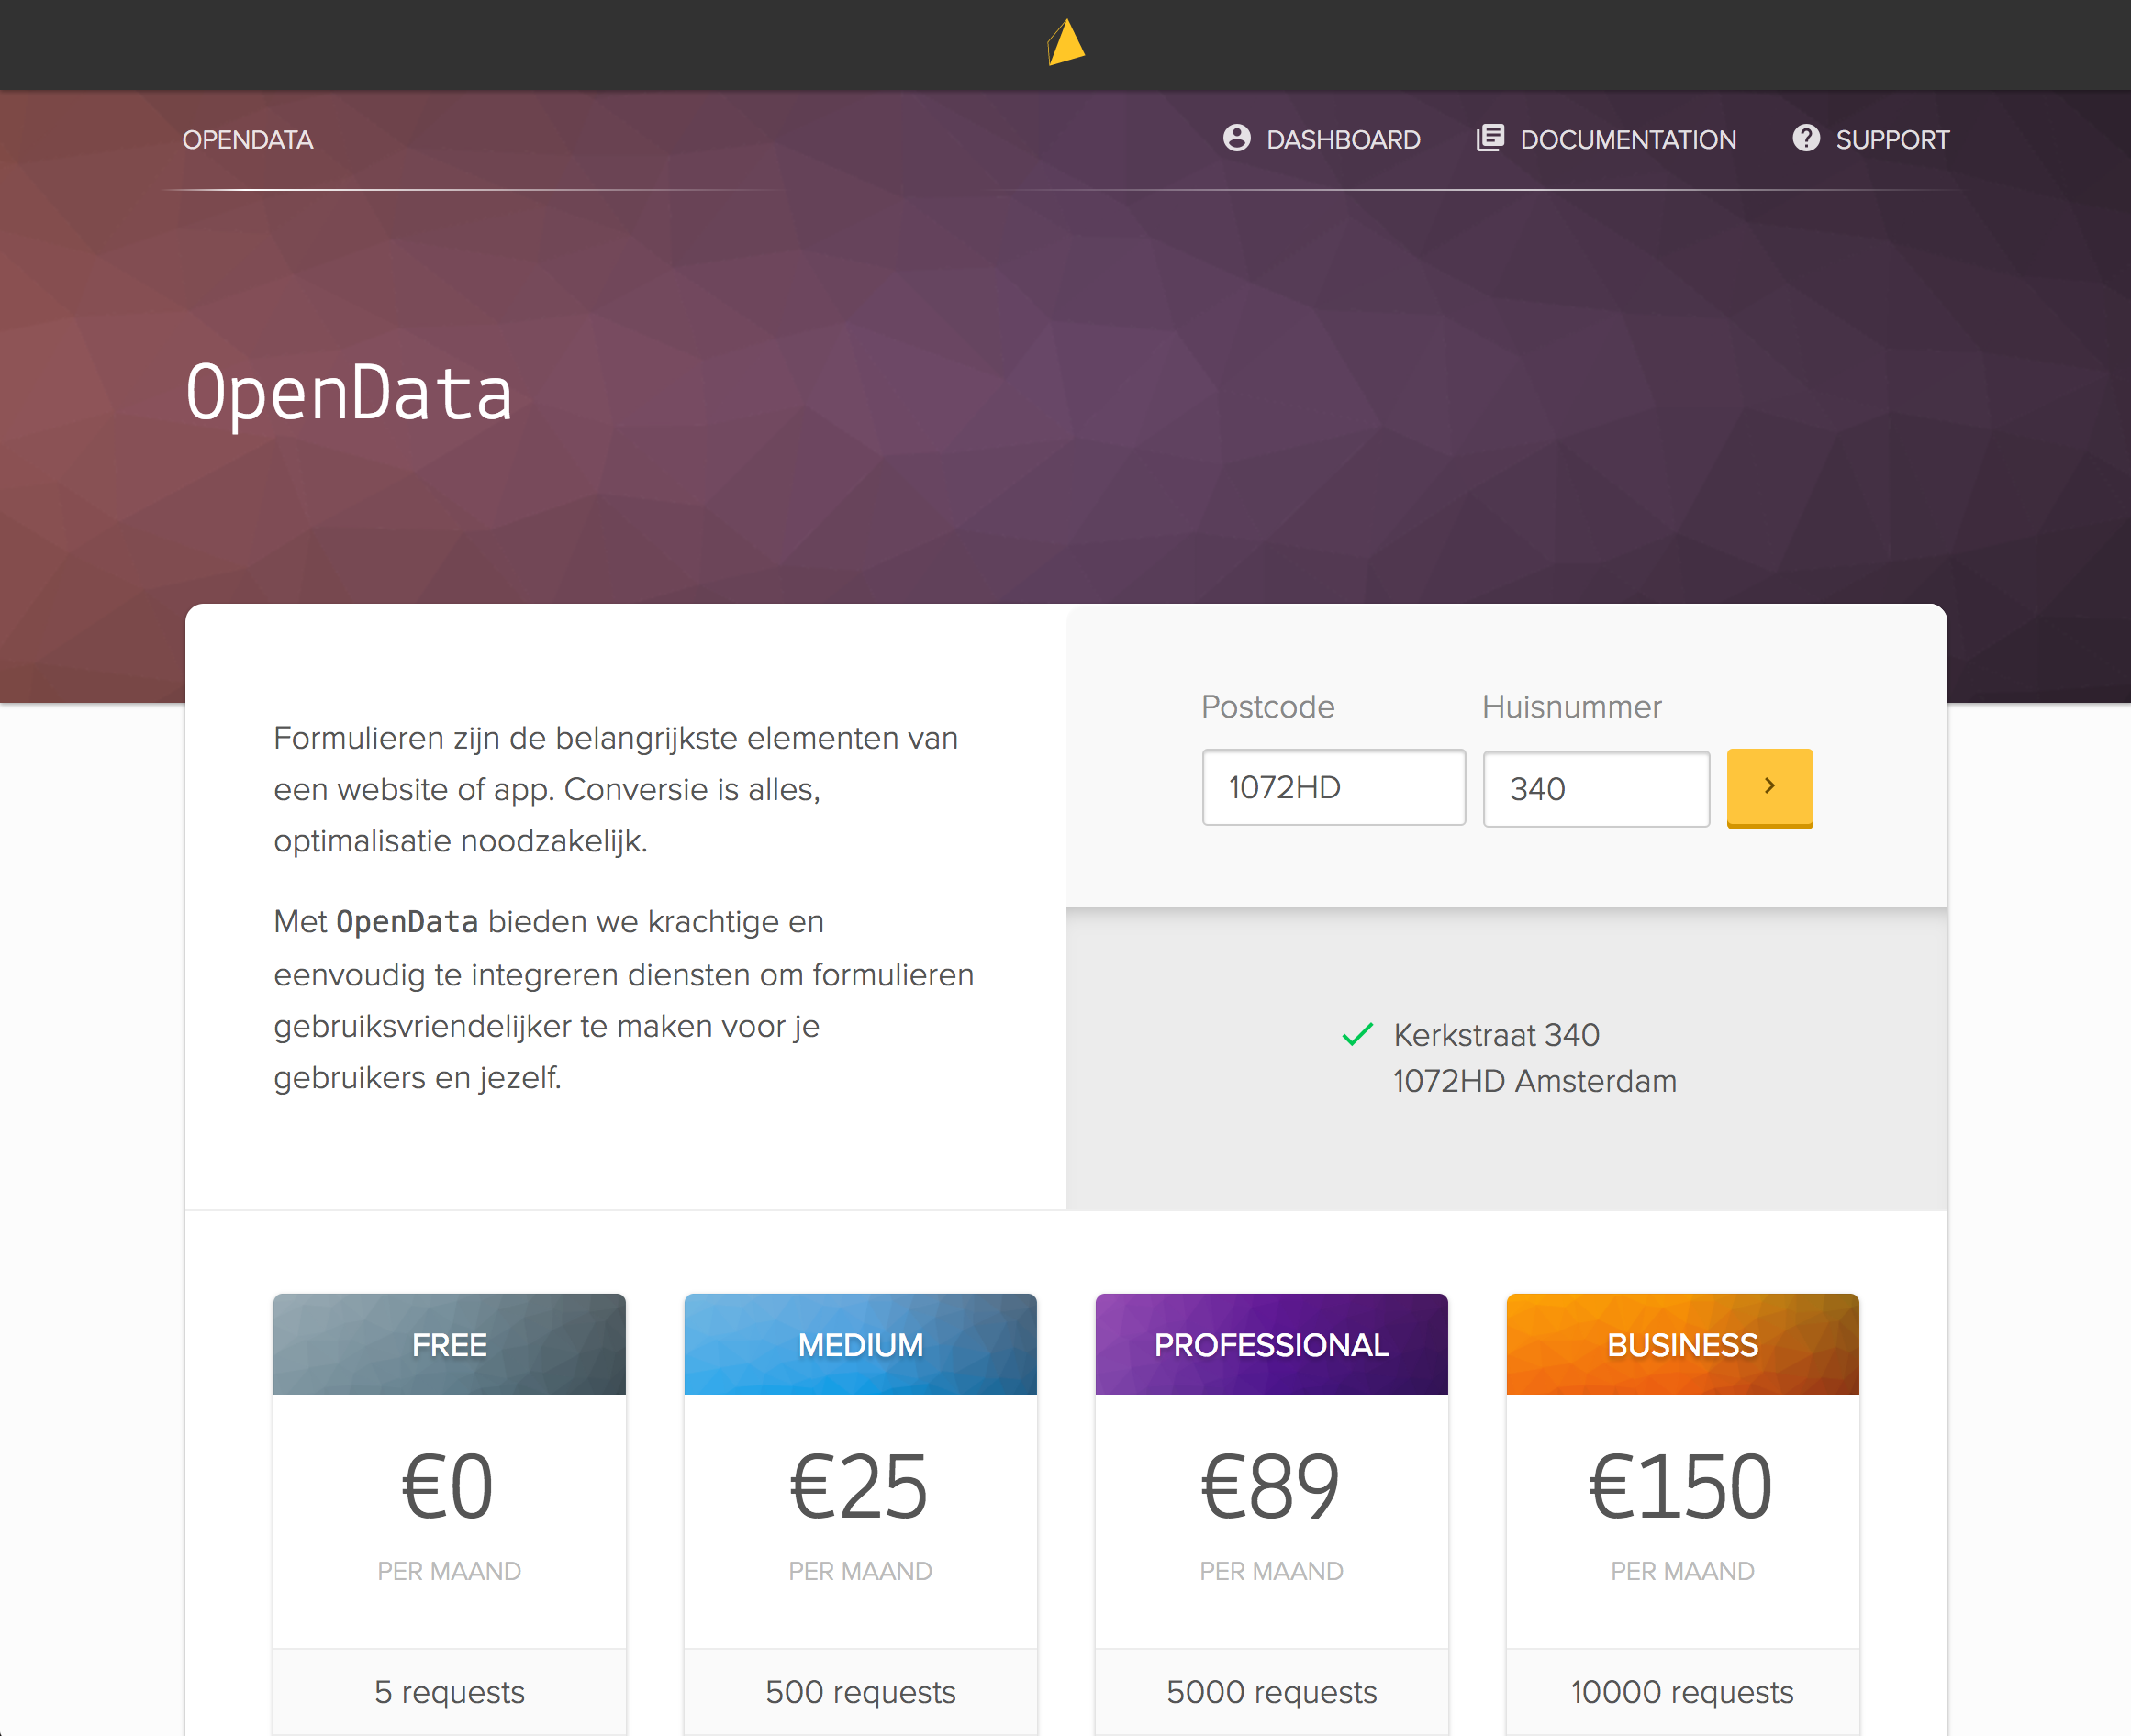 OPENDATA
DASHBOARD
DOCUMENTATION
SUPPORT
OpenData
Formulieren zijn de belangrijkste elementen van
een website of app. Conversie is alles,
optimalisatie noodzakelijk.
Met OpenData bieden we krachtige en
eenvoudig te integreren diensten om formulieren
gebruiksvriendelijker te maken voor je
gebruikers en jezelf.
Postcode
Huisnummer
1072HD
340
Kerkstraat 340
1072HD Amsterdam
FREE
€0
PER MAAND
5 requests
MEDIUM
€25
PER MAAND
500 requests
PROFESSIONAL
€89
PER MAAND
5000 requests
BUSINESS
€150
PER MAAND
10000 requests